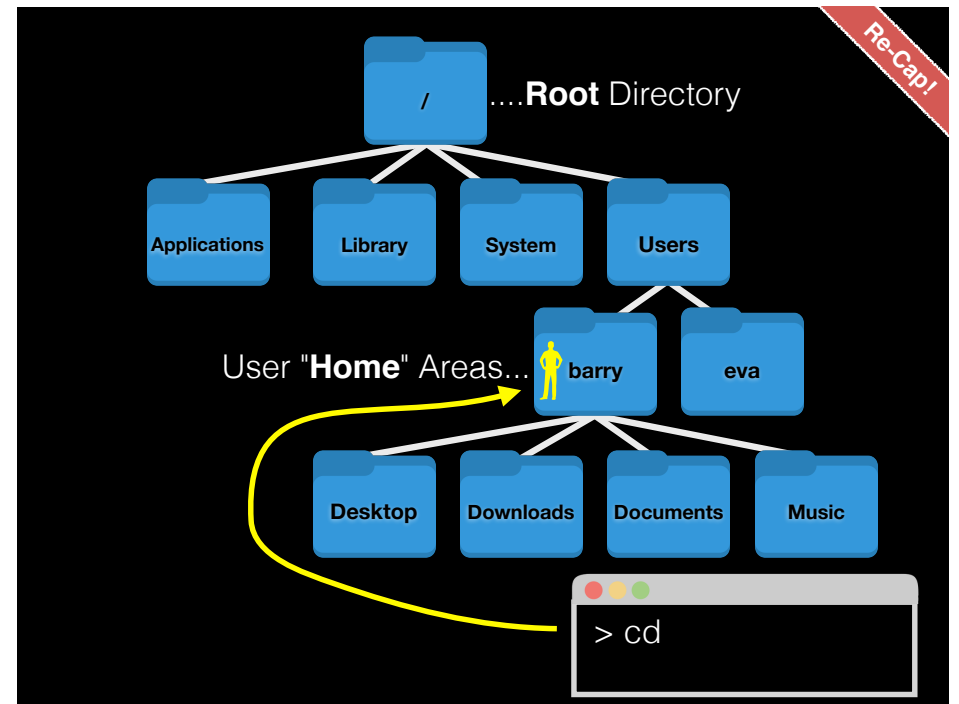 Re-Cap!
/ ....Root Directory
Applications Library System Users
User "Home" Areas... barry eva
Desktop Downloads Documents Music
> cd